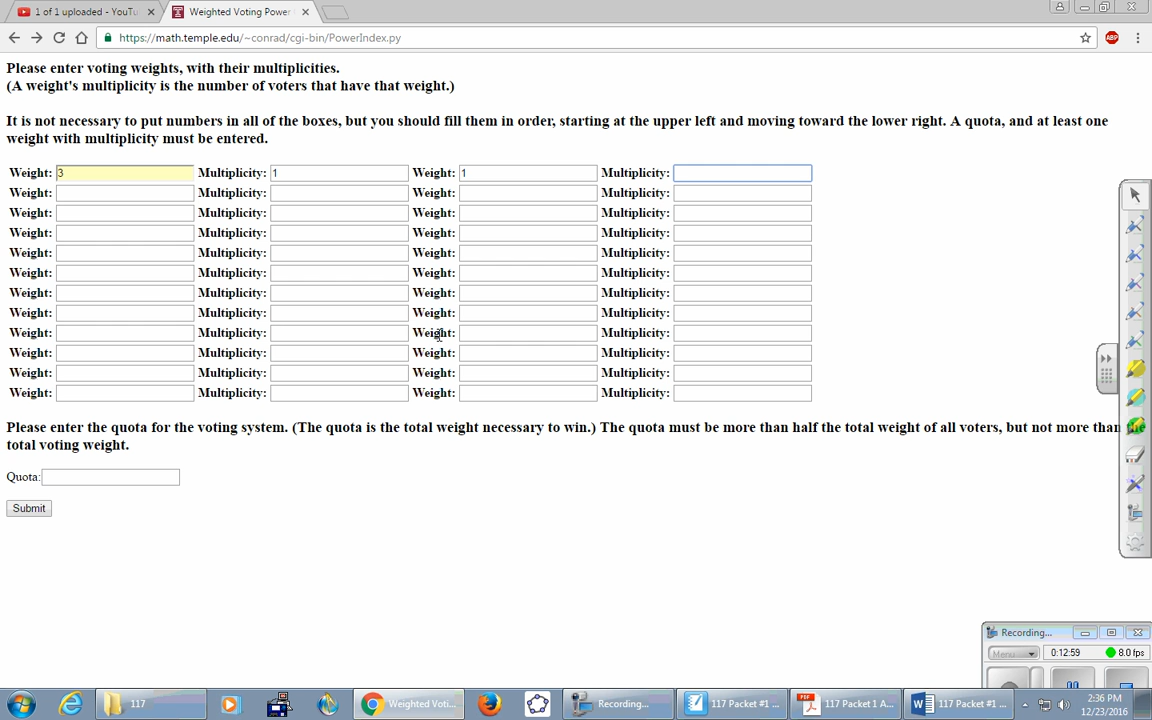 1 of 1 uploaded - YouTu
Weighted Voting Power
https://math.temple.edu/~conrad/cgi-bin/PowerIndex.py
ABP
Please enter voting weights, with their multiplicities.
(A weight's multiplicity is the number of voters that have that weight.)
It is not necessary to put numbers in all of the boxes, but you should fill them in order, starting at the upper left and moving toward the lower right. A quota, and at least one
weight with multiplicity must be entered.
Weight: 3 Multiplicity: 1 Weight: 1 Multiplicity:
Weight: Multiplicity: Weight: Multiplicity:
Weight: Multiplicity: Weight: Multiplicity:
Weight: Multiplicity: Weight: Multiplicity:
Weight: Multiplicity: Weight: Multiplicity:
Weight: Multiplicity: Weight: Multiplicity:
Weight: Multiplicity: Weight: Multiplicity:
Weight: Multiplicity: Weight: Multiplicity:
Weight: Multiplicity: Weight: Multiplicity:
Weight: Multiplicity: Weight: Multiplicity:
Weight: Multiplicity: Weight: Multiplicity:
Weight: Multiplicity: Weight: Multiplicity:
Please enter the quota for the voting system. (The quota is the total weight necessary to win.) The quota must be more than half the total weight of all voters, but not more than the
total voting weight.
Quota:
Submit
Recording...
Menu 0:12:59 8.0 fps
117 Weighted Voti... Recording... 117 Packet #1 ... 117 Packet 1 A... 117 Packet #1 ... 2:36 PM
12/23/2016